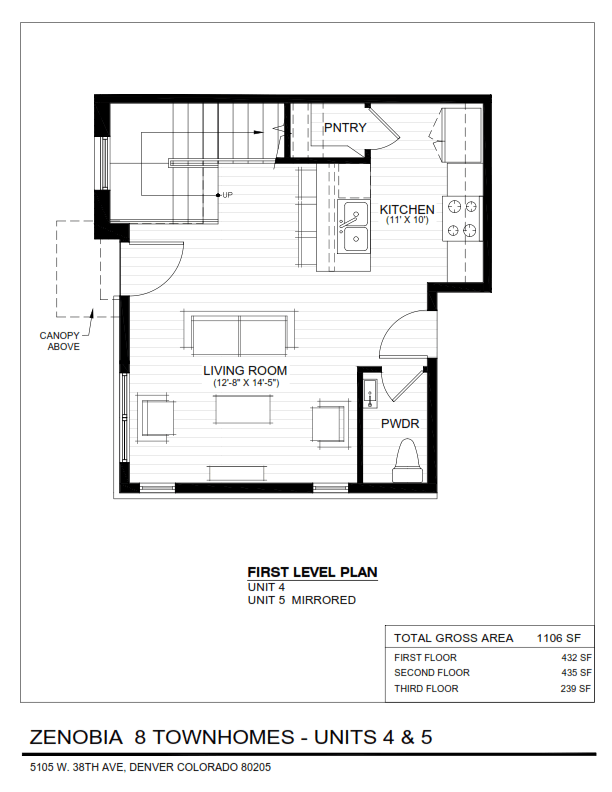 PNTRY
UP
KITCHEN
(11' X 10')
CANOPY
ABOVE
LIVING ROOM
(12'-8" X 14'-5")
PWDR
FIRST LEVEL PLAN
UNIT 4
UNIT 5 MIRRORED
TOTAL GROSS AREA 1106 SF
FIRST FLOOR 432 SF
SECOND FLOOR 435 SF
THIRD FLOOR 239 SF
ZENOBIA 8 TOWNHOMES - UNITS 4 & 5
5105 W. 38TH AVE, DENVER COLORADO 80205